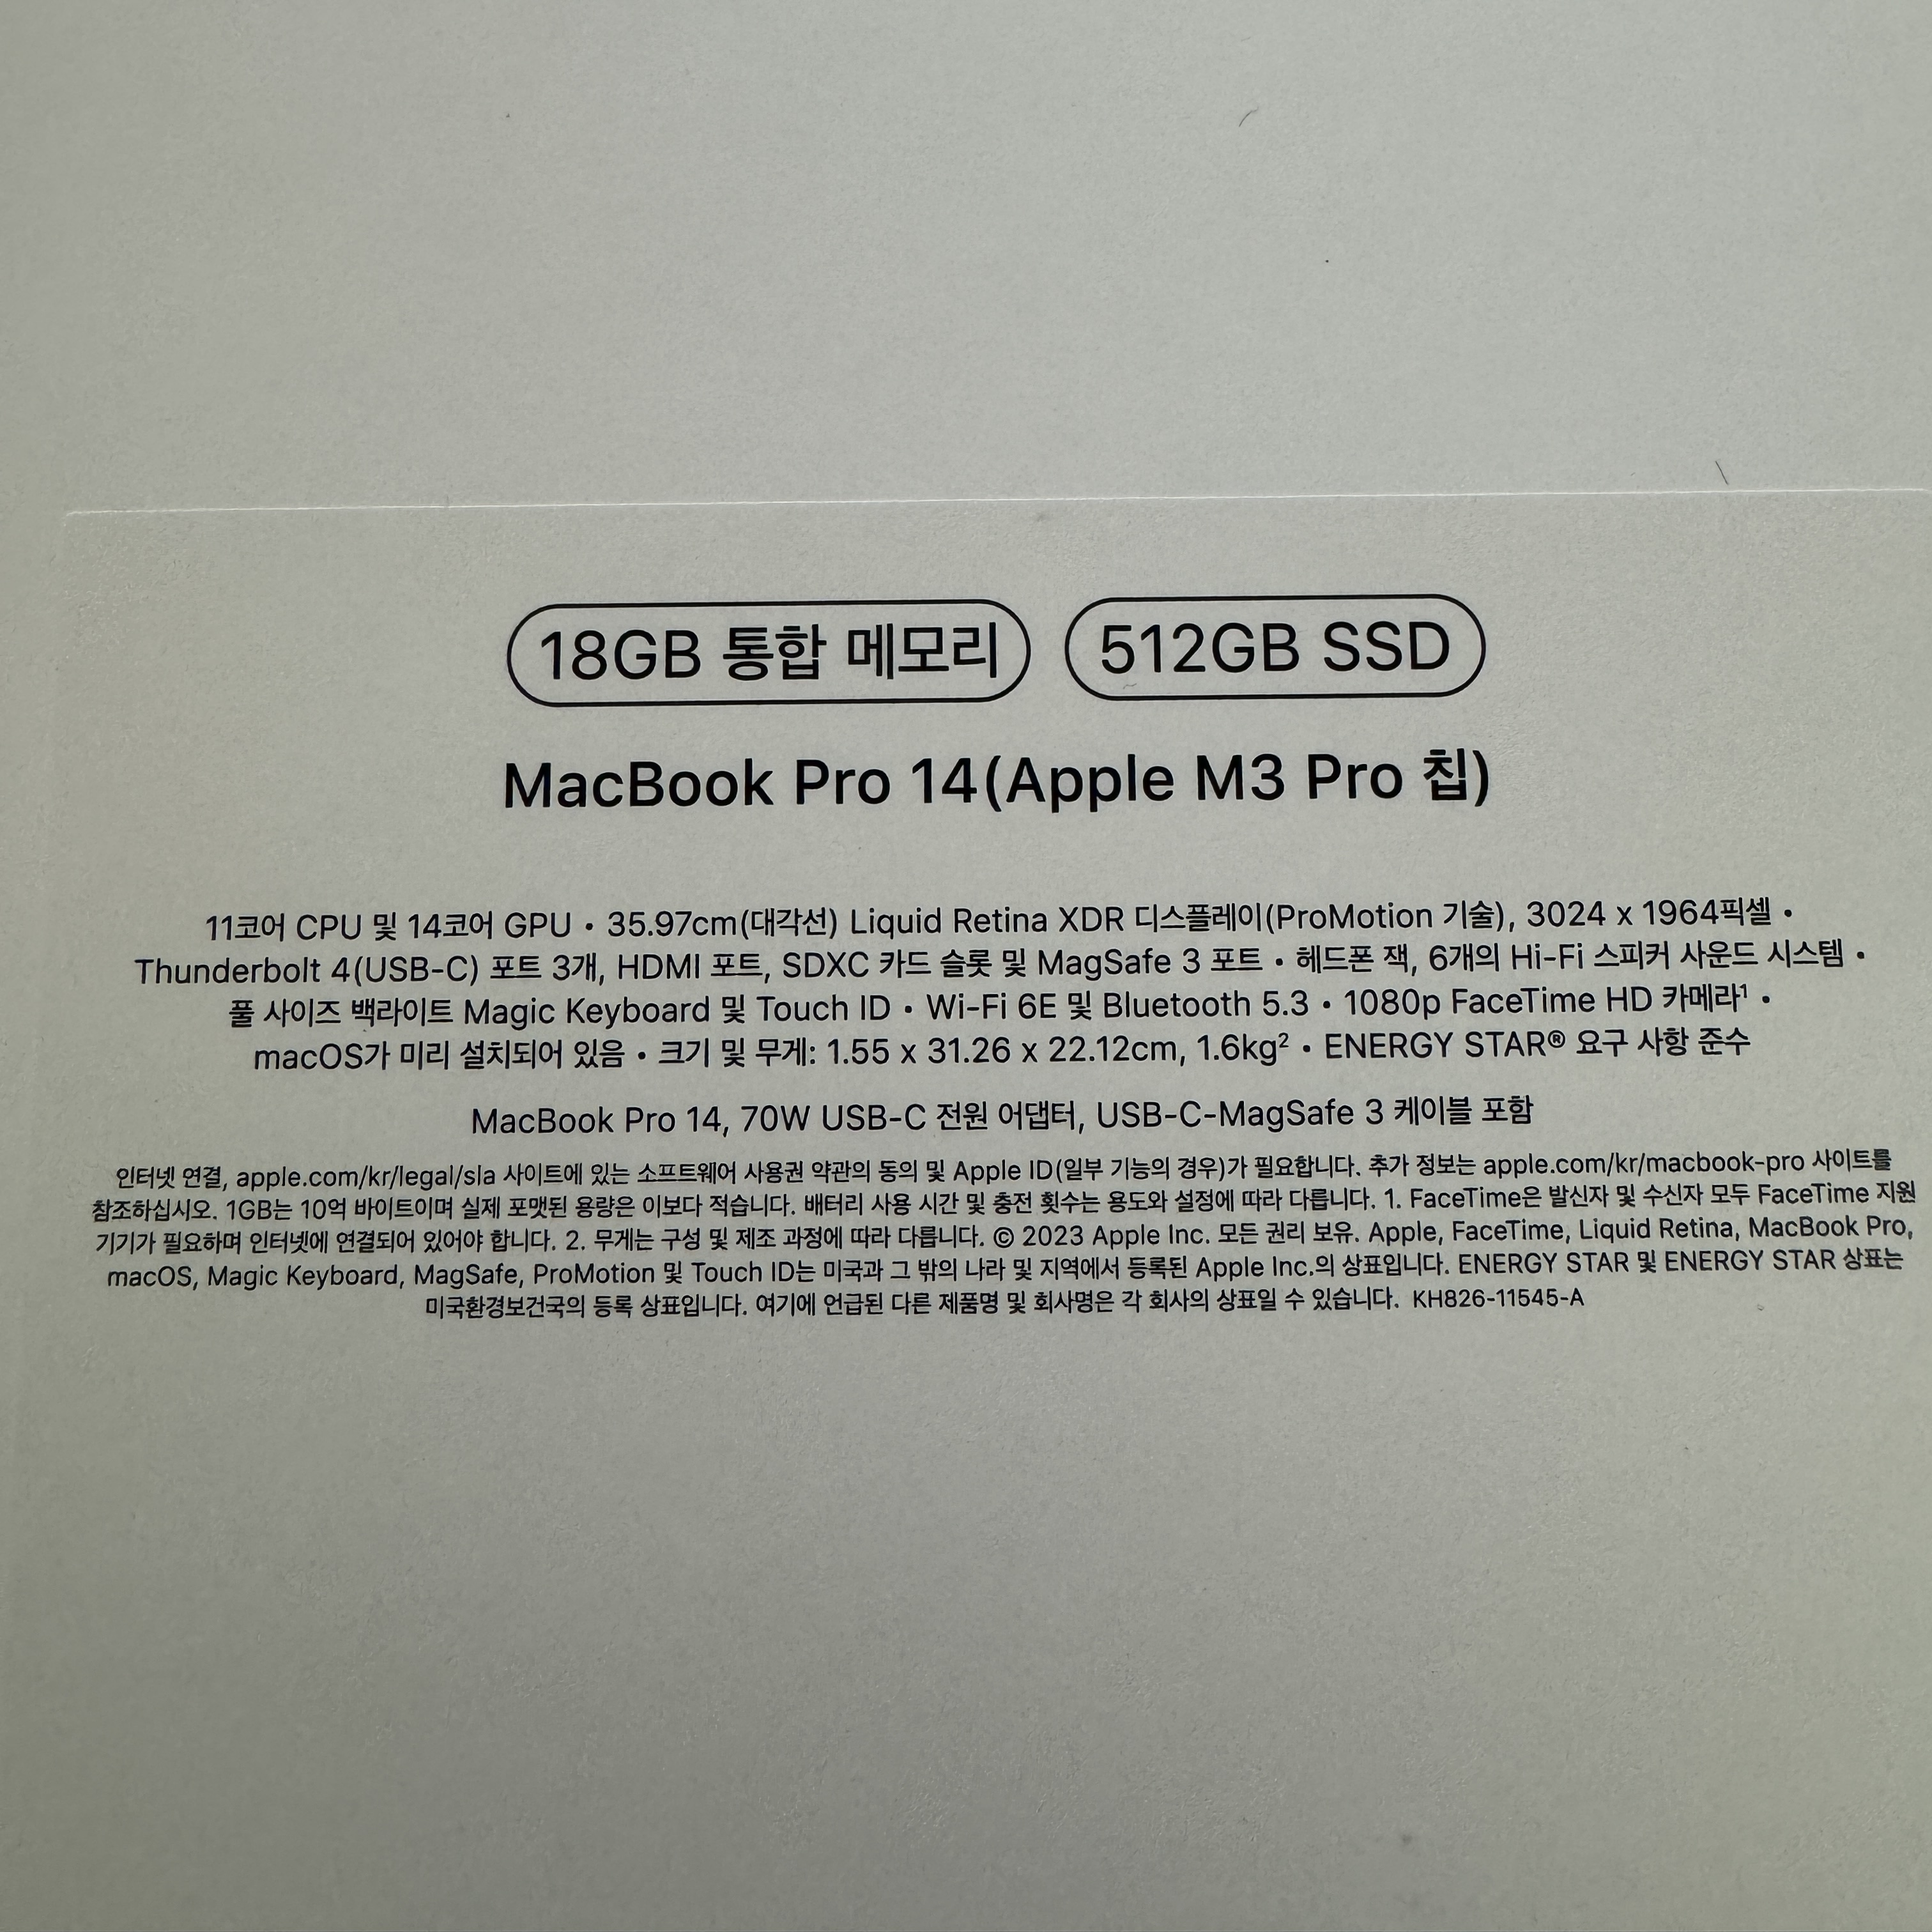 18GB 통합 메모리 512GB SSD
MacBook Pro 14(Apple M3 Pro 칩)
11코어 CPU 및 14코어 GPU • 35.97cm(대각선) Liquid Retina XDR 디스플레이(ProMotion 기술), 3024 x 1964픽셀 •
Thunderbolt 4(USB-C) 포트 3개, HDMI 포트, SDXC 카드 슬롯 및 MagSafe 3 포트 • 헤드폰 잭, 6개의 Hi-Fi 스피커 사운드 시스템 •
풀 사이즈 백라이트 Magic Keyboard 및 Touch ID • Wi-Fi 6E 및 Bluetooth 5.3 • 1080p FaceTime HD 카메라¹ •
macOS가 미리 설치되어 있음 • 크기 및 무게: 1.55 x 31.26 x 22.12cm, 1.6kg² • ENERGY STAR® 요구 사항 준수
MacBook Pro 14, 70W USB-C 전원 어댑터, USB-C-MagSafe 3 케이블 포함
인터넷 연결, apple.com/kr/legal/sla 사이트에 있는 소프트웨어 사용권 약관의 동의 및 Apple ID(일부 기능의 경우)가 필요합니다. 추가 정보는 apple.com/kr/macbook-pro 사이트를
참조하십시오. 1GB는 10억 바이트이며 실제 포맷된 용량은 이보다 적습니다. 배터리 사용 시간 및 충전 횟수는 용도와 설정에 따라 다릅니다. 1. FaceTime은 발신자 및 수신자 모두 FaceTime 지원
기기가 필요하며 인터넷에 연결되어 있어야 합니다. 2. 무게는 구성 및 제조 과정에 따라 다릅니다. © 2023 Apple Inc. 모든 권리 보유. Apple, FaceTime, Liquid Retina, MacBook Pro,
macOS, Magic Keyboard, MagSafe, ProMotion 및 Touch ID는 미국과 그 밖의 나라 및 지역에서 등록된 Apple Inc.의 상표입니다. ENERGY STAR 및 ENERGY STAR 상표는
미국환경보건국의 등록 상표입니다. 여기에 언급된 다른 제품명 및 회사명은 각 회사의 상표일 수 있습니다. KH826-11545-A